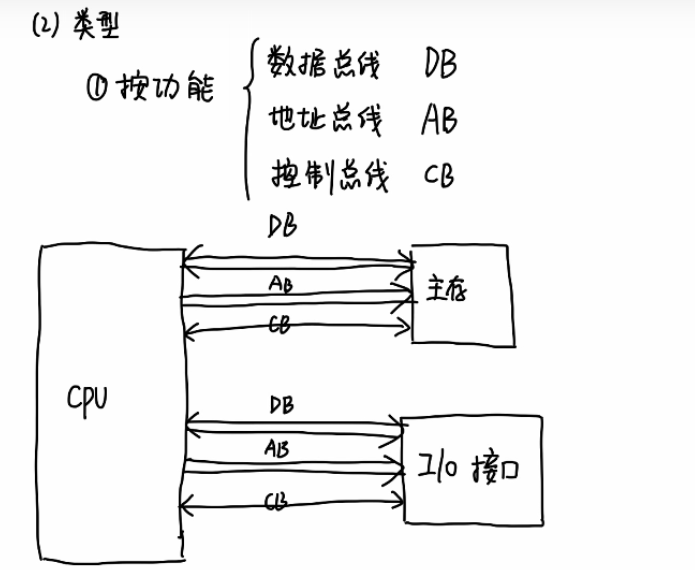 (2) 类型
①按功能
数据总线 DB
地址总线 AB
控制总线 CB
DB
AB
CB
主存
CPU
DB
AB
CB
I/O 接口